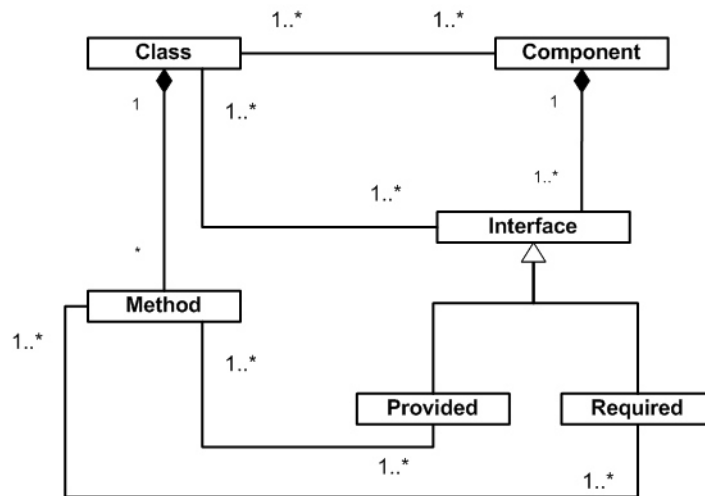 1..* 1..*
Class Component
1 1..* 1
1..* 1..*
Interface
*
Method
1..* 1..*
Provided Required
1..* 1..*